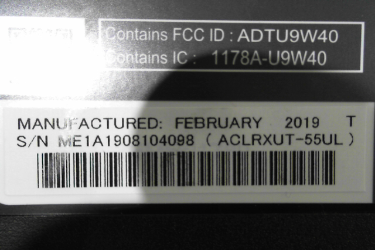 Contains FCC ID : ADTU9W40
Contains IC : 1178A-U9W40
MANUFACTURED: FEBRUARY 2019 T
S/N ME1A1908104098 ( ACLRXUT-55UL )